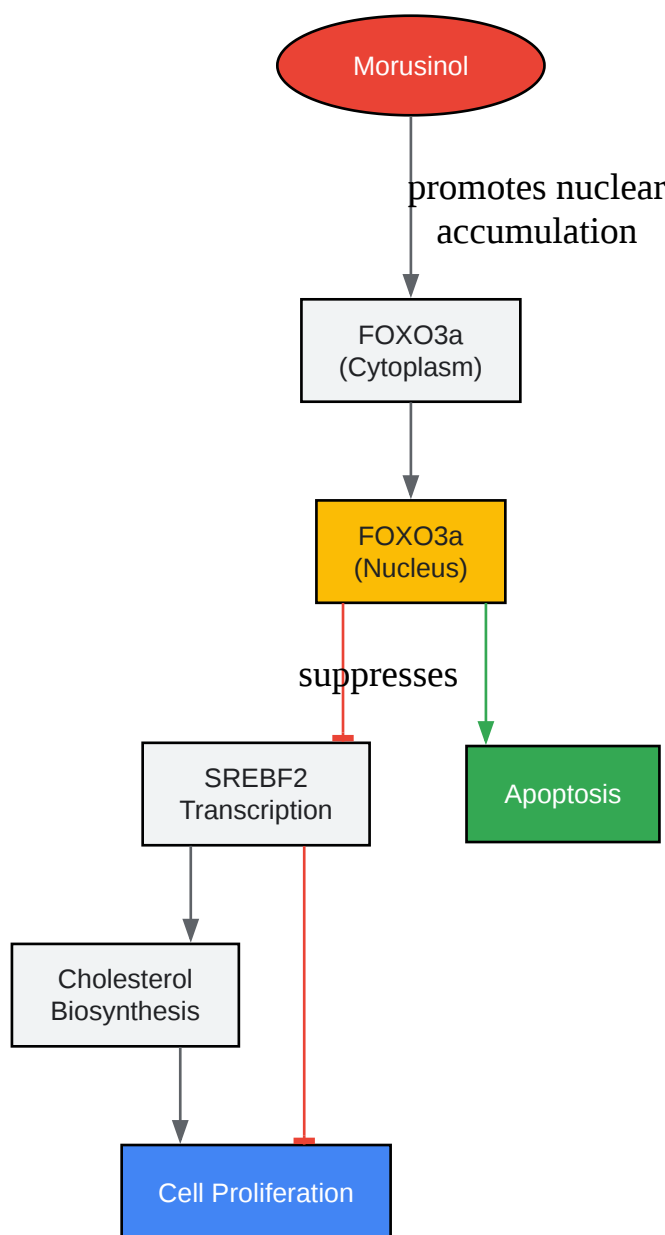 Morusinol
promotes nuclear
accumulation
FOXO3a
(Cytoplasm)
FOXO3a
(Nucleus)
suppresses
SREBF2
Transcription
Apoptosis
Cholesterol
Biosynthesis
Cell Proliferation